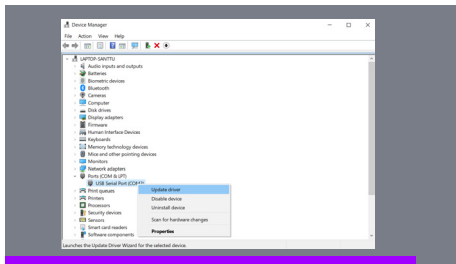 Device Manager
File Action View Help
LAPTOP-SANTTU
Audio inputs and outputs
Batteries
Biometric devices
Bluetooth
Cameras
Computer
Disk drives
Display adapters
Firmware
Human Interface Devices
Keyboards
Memory technology devices
Mice and other pointing devices
Monitors
Network adapters
Ports (COM & LPT)
USB Serial Port
Update driver
Print queues
Disable device
Printers
Uninstall device
Processors
Security devices
Scan for hardware changes
Sensors
Smart card readers
Properties
Software components
Launches the Update Driver Wizard for the selected device.